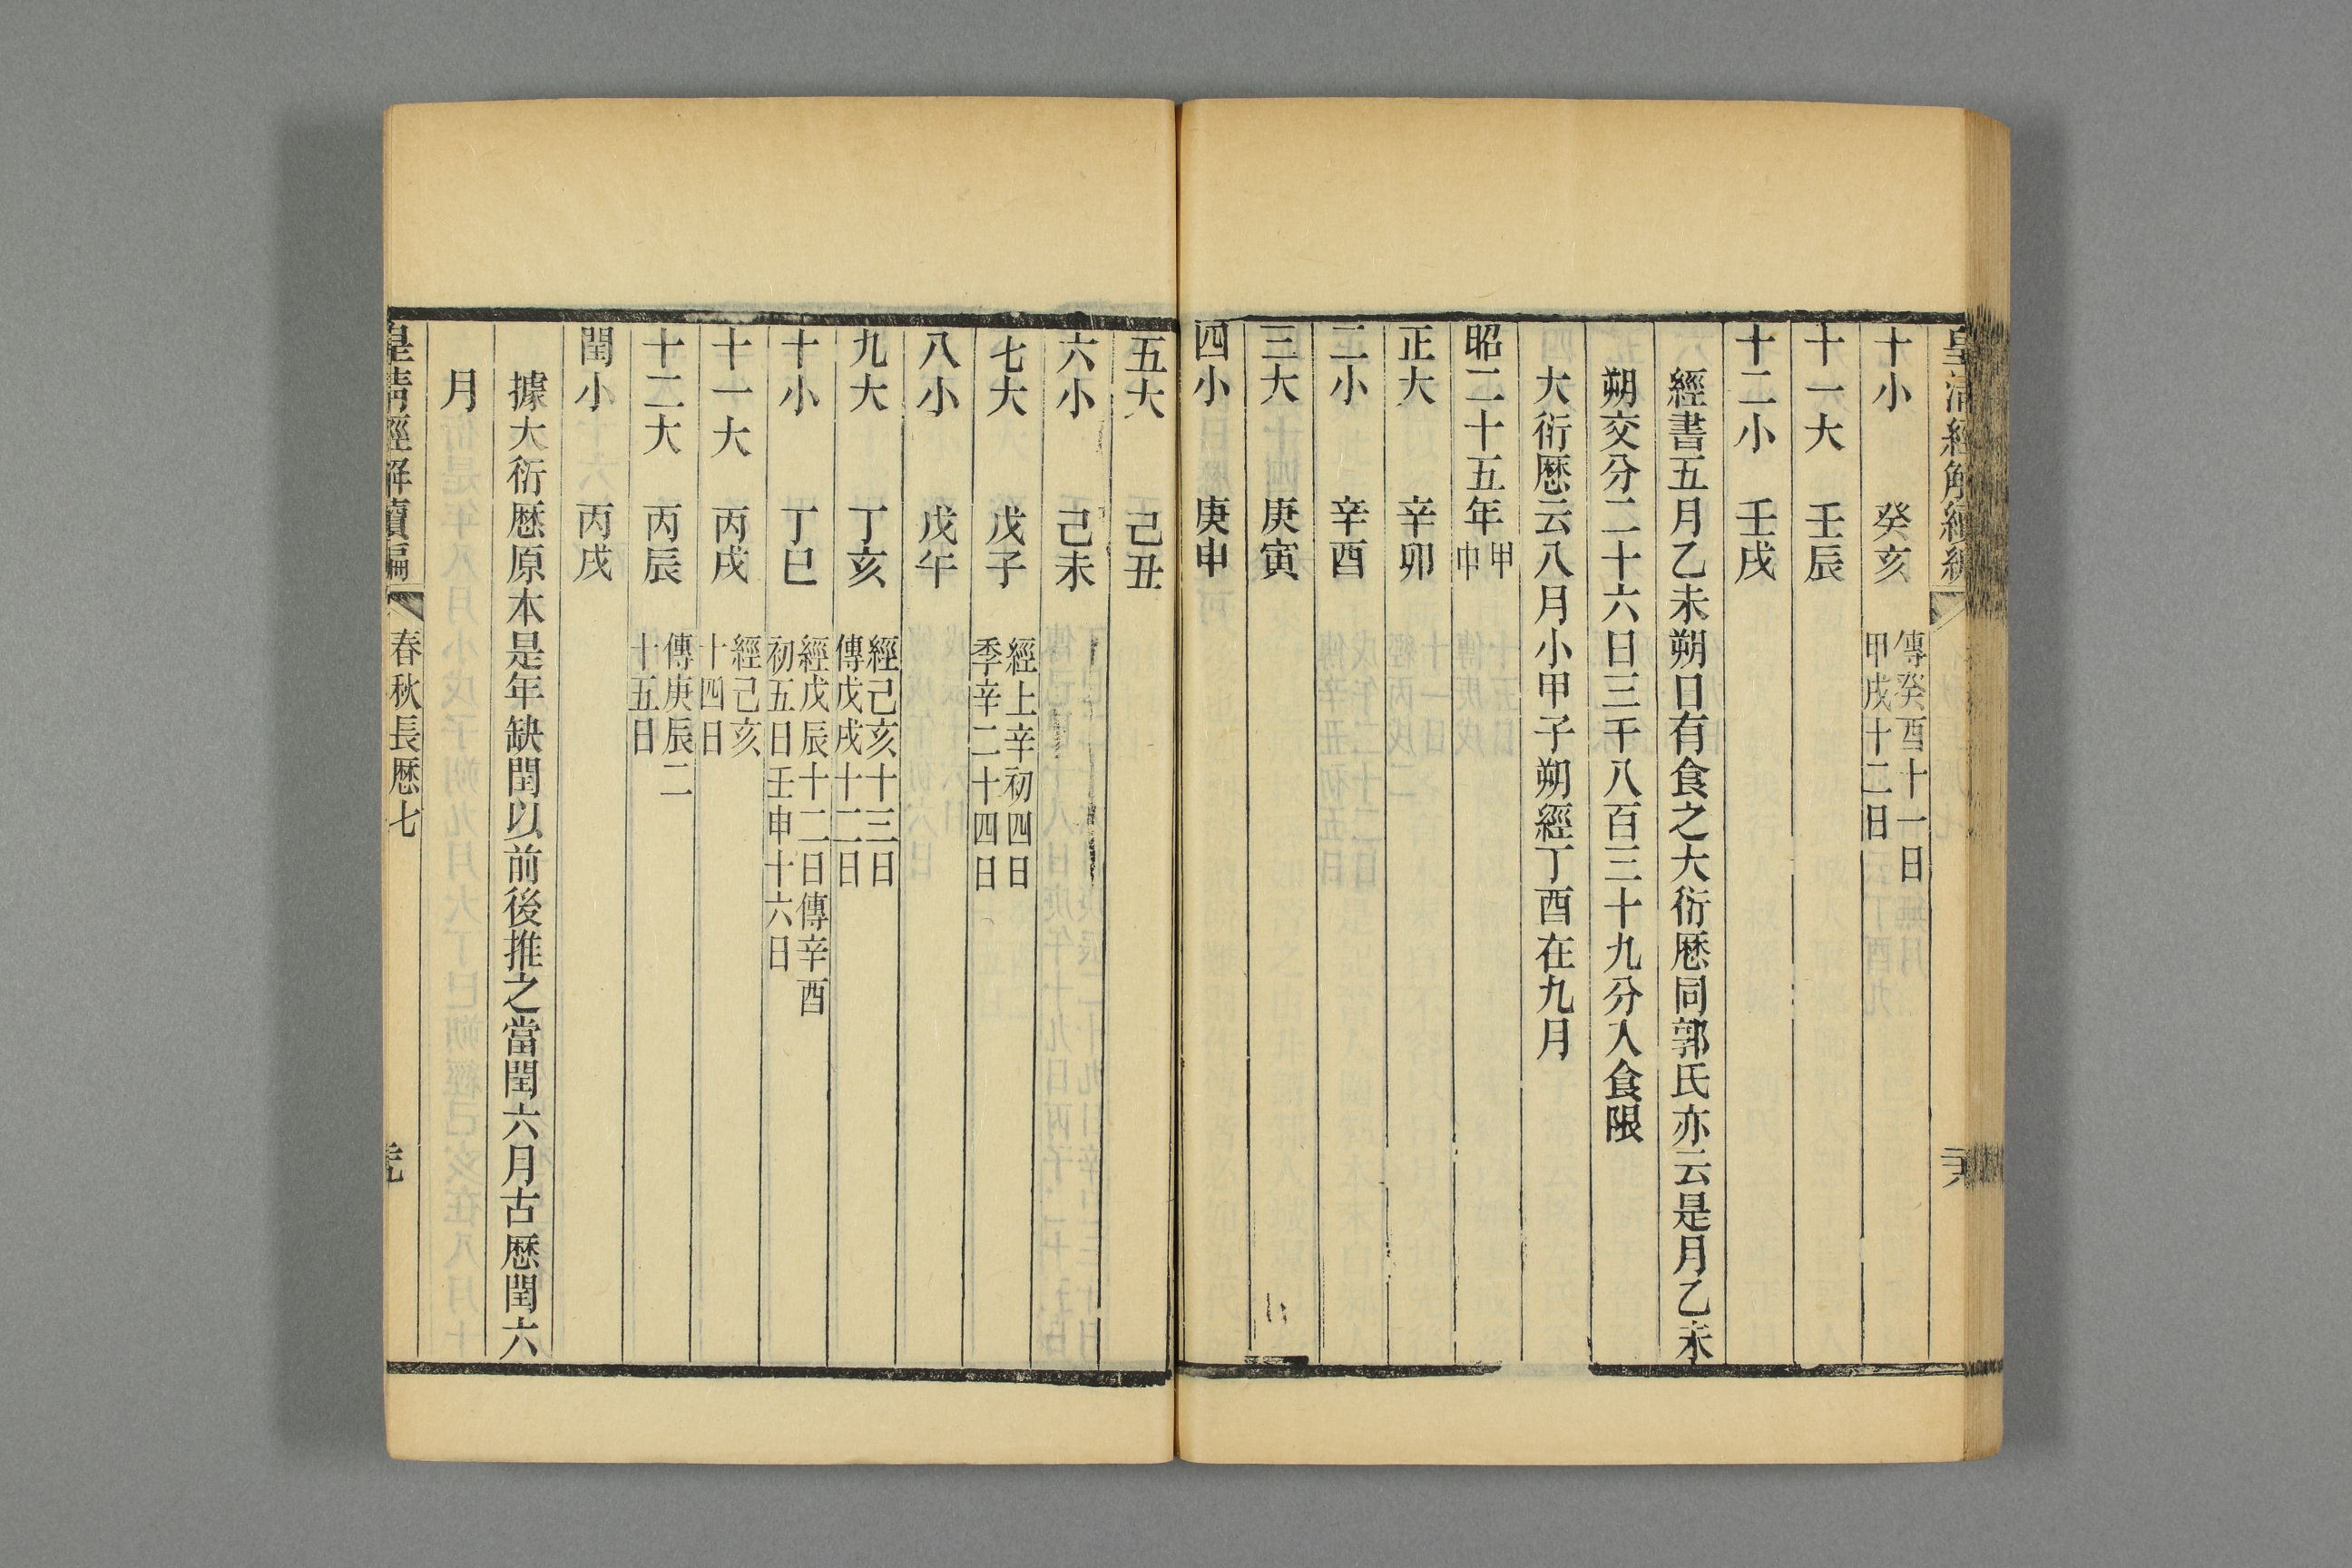 皇清經解續編
十小 癸亥 傳癸酉十一日
甲戌十二日
十一大 壬辰
十二小 壬戌
經書五月乙未朔日有食之大衍厯同郭氏亦云是月乙未
朔交分二十六日三千八百三十九分入食限
大衍厯云八月小甲子朔經丁酉在九月
昭二十五年 甲
申
正大 辛卯
二小 辛酉
三大 庚寅
四小 庚申
五大 己丑
六小 己未
七大 戊子 經上辛初四日
季辛二十四日
八小 戊午
九大 丁亥 經己亥十三日
傳戊戌十二日
十小 丁巳 經戊辰十二日傳辛酉
初五日壬申十六日
十一大 丙戌 經己亥
十四日
十二大 丙辰 傳庚辰二
十五日
閏小 丙戌
據大衍厯原本是年缺閏以前後推之當閏六月古厯閏六
月
皇清經解續編 春秋長厯七